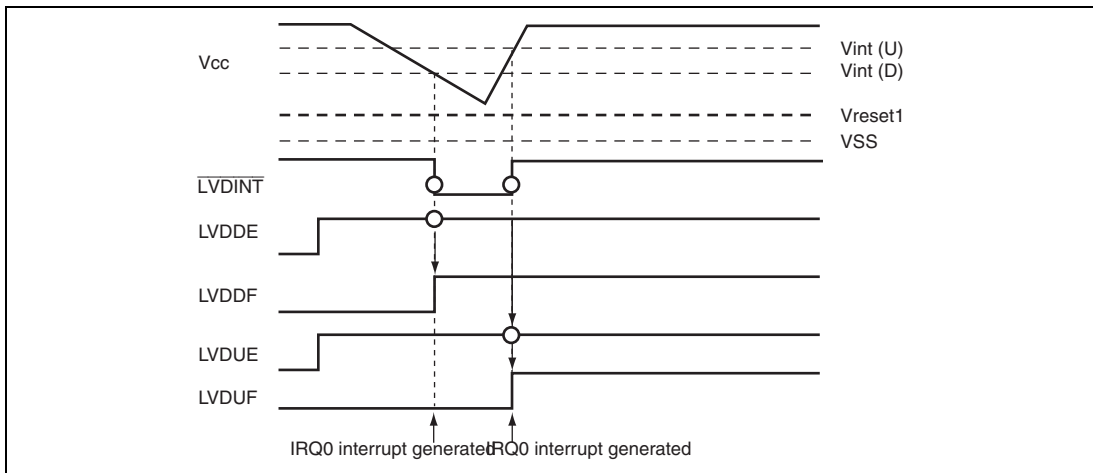 Vcc
Vint (U)
Vint (D)
Vreset1
VSS
LVDINT
LVDDE
LVDDF
LVDUE
LVDUF
IRQ0 interrupt generated
IRQ0 interrupt generated